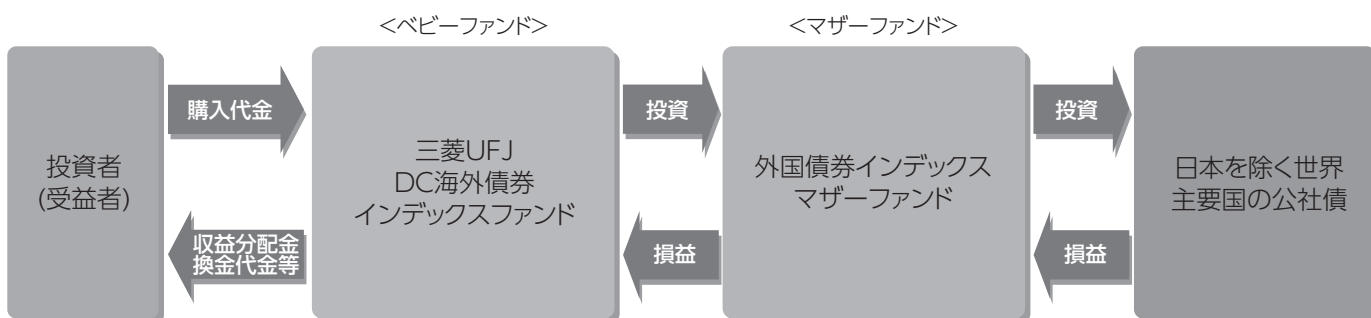 <ベビーファンド>
<マザーファンド>
購入代金
投資
投資
投資者
(受益者)
三菱UFJ
DC海外債券
インデックスファンド
外国債券インデックス
マザーファンド
日本を除く世界
主要国の公社債
収益分配金
換金代金等
損益
損益